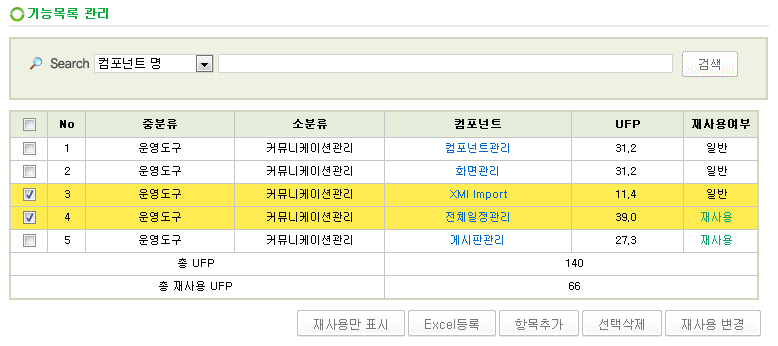 기능목록 관리
Search 컴포넌트 명 검색
No 중분류 소분류 컴포넌트 UFP 재사용여부
1 운영도구 커뮤니케이션관리 컴포넌트관리 31,2 일반
2 운영도구 커뮤니케이션관리 화면관리 31,2 일반
3 운영도구 커뮤니케이션관리 XMI Import 11,4 일반
4 운영도구 커뮤니케이션관리 전체일정관리 39,0 재사용
5 운영도구 커뮤니케이션관리 게시판관리 27,3 재사용
총 UFP 140
총 재사용 UFP 66
재사용만 표시 Excel등록 항목추가 선택삭제 재사용 변경